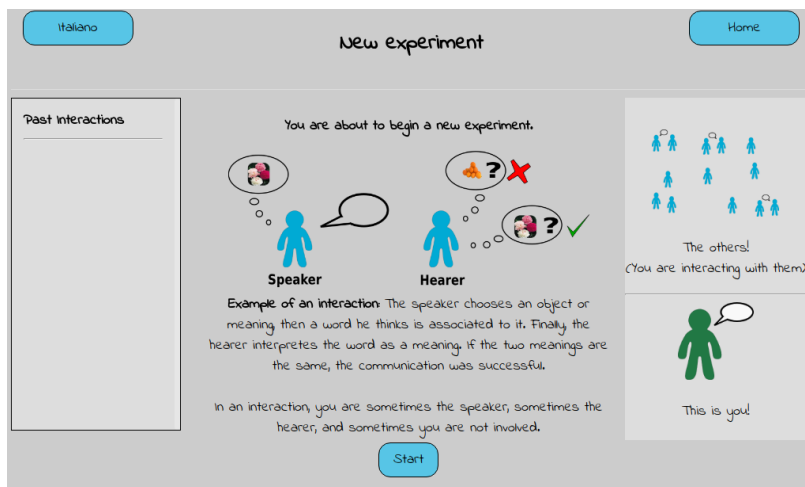 Italiano
New experiment
Home
Past Interactions
You are about to begin a new experiment.
?
?
Speaker
Hearer
Example of an interaction: The speaker chooses an object or
meaning, then a word he thinks is associated to it. Finally, the
hearer interpretes the word as a meaning. If the two meanings are
the same, the communication was successful.
In an interaction, you are sometimes the speaker, sometimes the
hearer, and sometimes you are not involved.
Start
The others!
(You are interacting with them)
This is you!